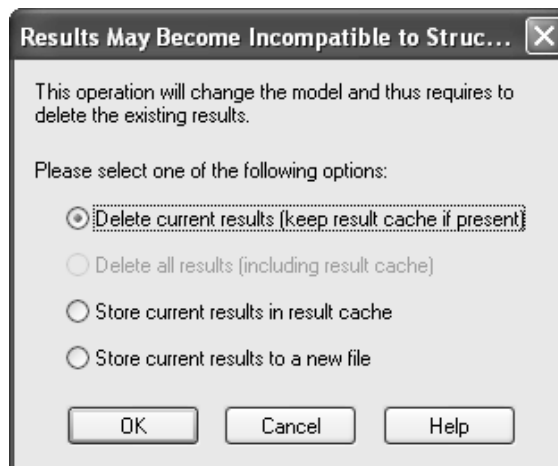 Results May Become Incompatible to Struc...
This operation will change the model and thus requires to
delete the existing results.
Please select one of the following options:
Delete current results (keep result cache if present)
Delete all results (including result cache)
Store current results in result cache
Store current results to a new file
OK Cancel Help